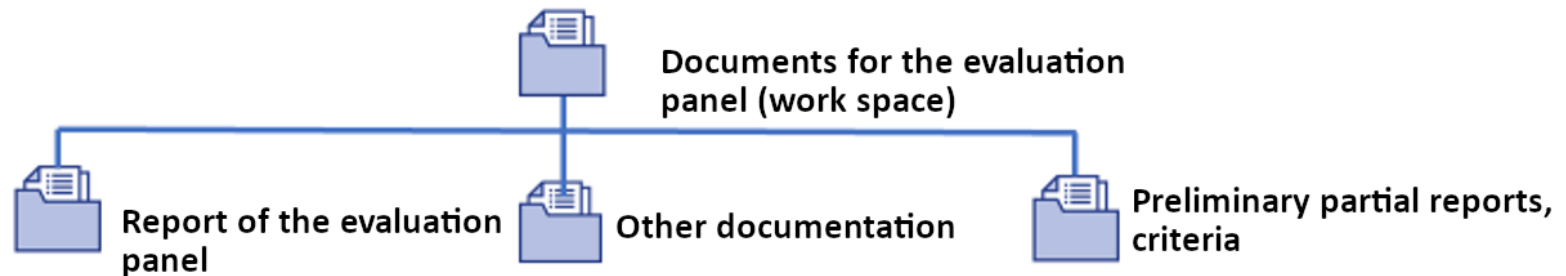 Documents for the evaluation
panel (work space)
Report of the evaluation
panel
Other documentation
Preliminary partial reports,
criteria